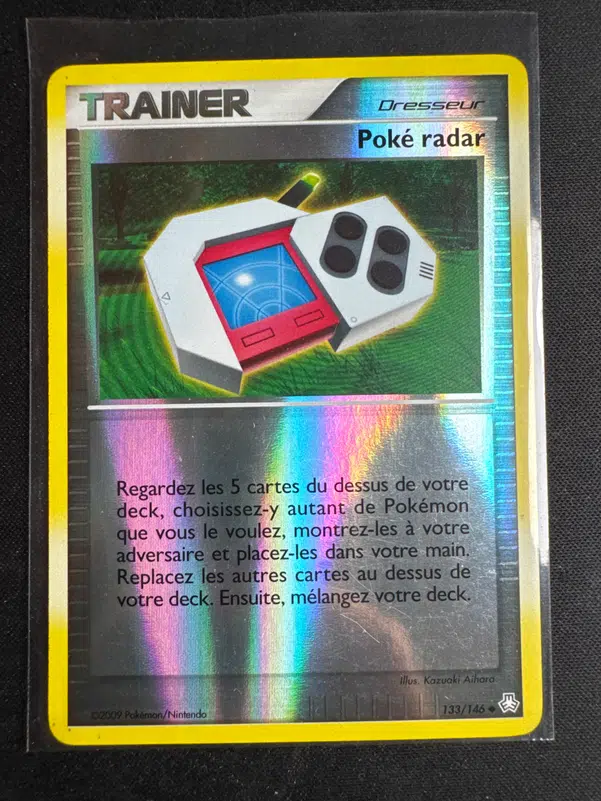 TRAINER
Dresseur
Poké radar
Regardez les 5 cartes du dessus de votre
deck, choisissez-y autant de Pokémon
que vous le voulez, montrez-les à votre
adversaire et placez-les dans votre main.
Replacez les autres cartes au dessus de
votre deck. Ensuite, mélangez votre deck.
Illus. Kazuaki Aihara
©2009 Pokémon/Nintendo
133/146